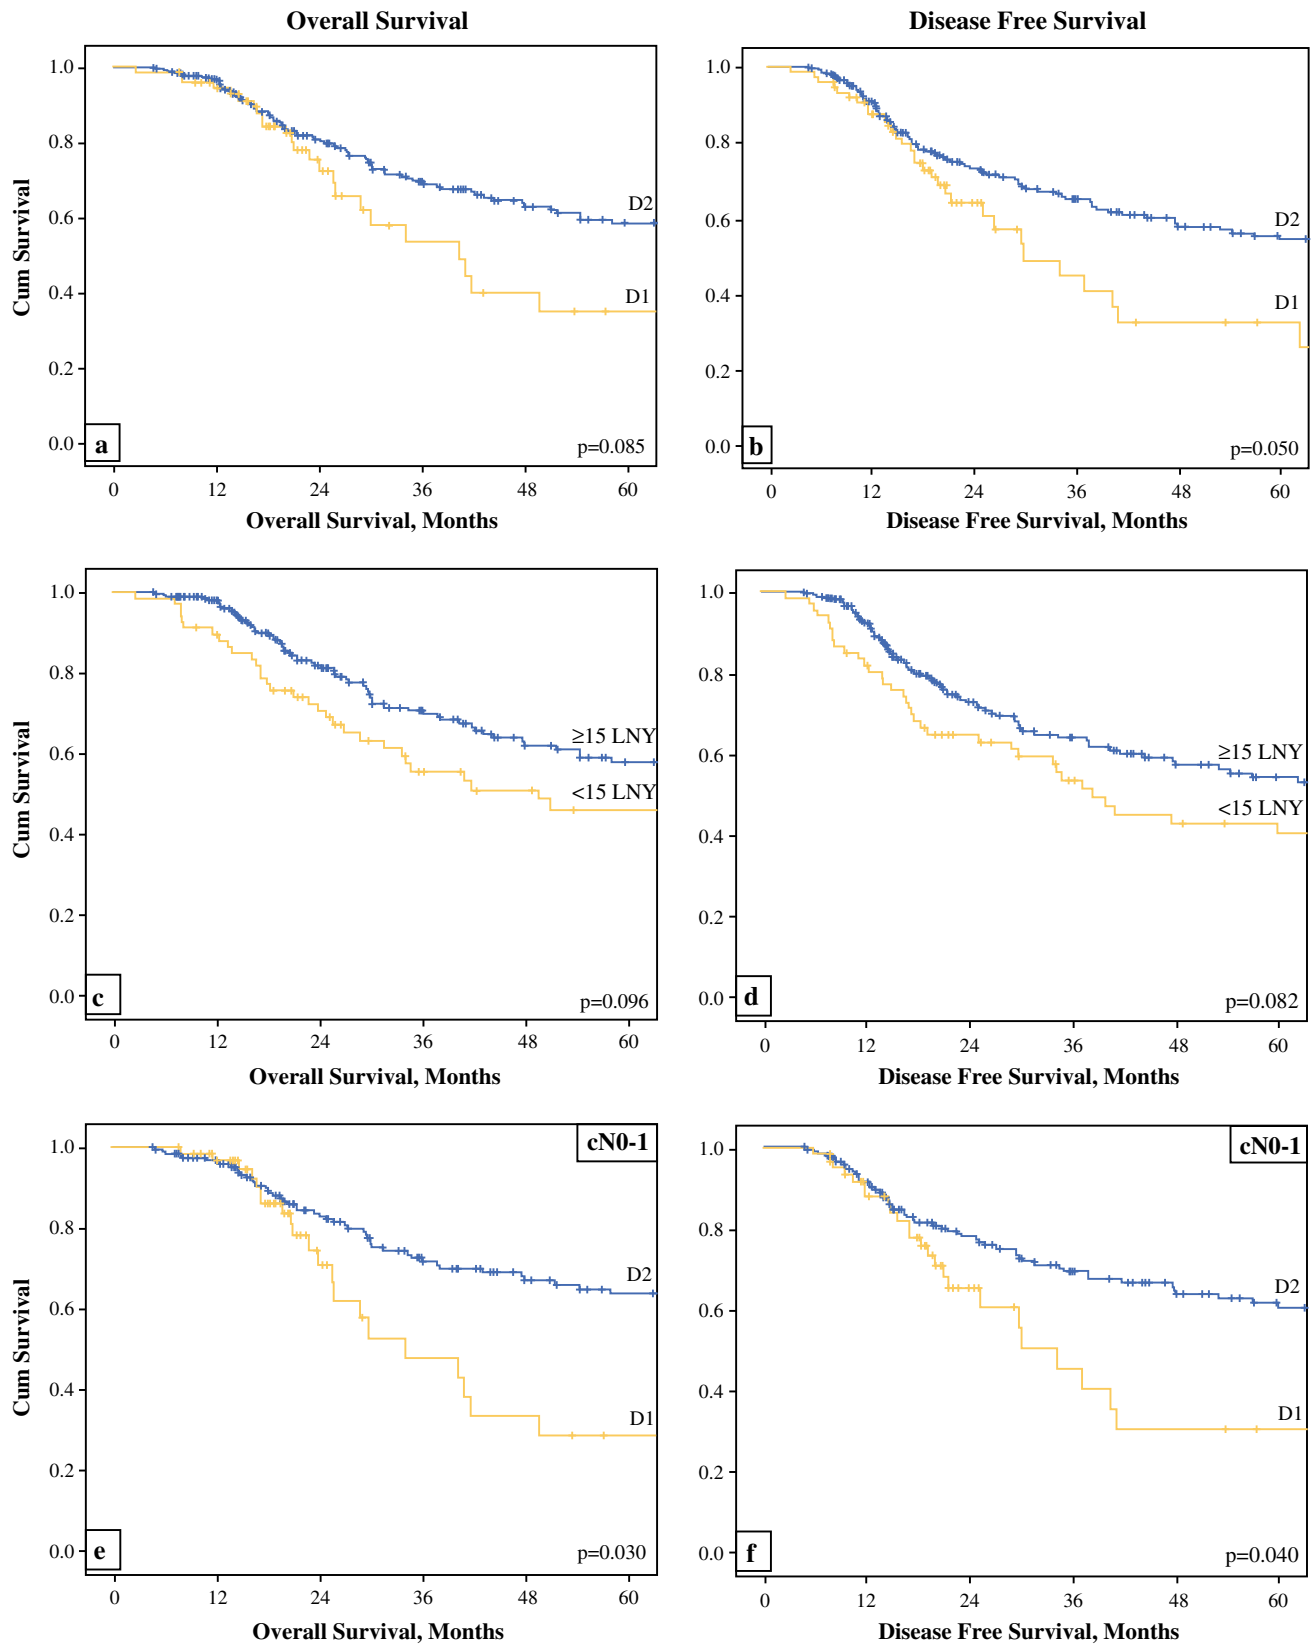 Overall Survival
Disease Free Survival
Cum Survival
1.0
0.8
0.6
0.4
0.2
0.0
D2
D1
a
p=0.085
0 12 24 36 48 60
Overall Survival, Months
1.0
0.8
0.6
0.4
0.2
0.0
D2
D1
b
p=0.050
0 12 24 36 48 60
Disease Free Survival, Months
Cum Survival
1.0
0.8
0.6
0.4
0.2
0.0
≥15 LNY
<15 LNY
c
p=0.096
0 12 24 36 48 60
Overall Survival, Months
1.0
0.8
0.6
0.4
0.2
0.0
≥15 LNY
<15 LNY
d
p=0.082
0 12 24 36 48 60
Disease Free Survival, Months
Cum Survival
1.0
0.8
0.6
0.4
0.2
0.0
cN0-1
D2
D1
e
p=0.030
0 12 24 36 48 60
Overall Survival, Months
1.0
0.8
0.6
0.4
0.2
0.0
cN0-1
D2
D1
f
p=0.040
0 12 24 36 48 60
Disease Free Survival, Months